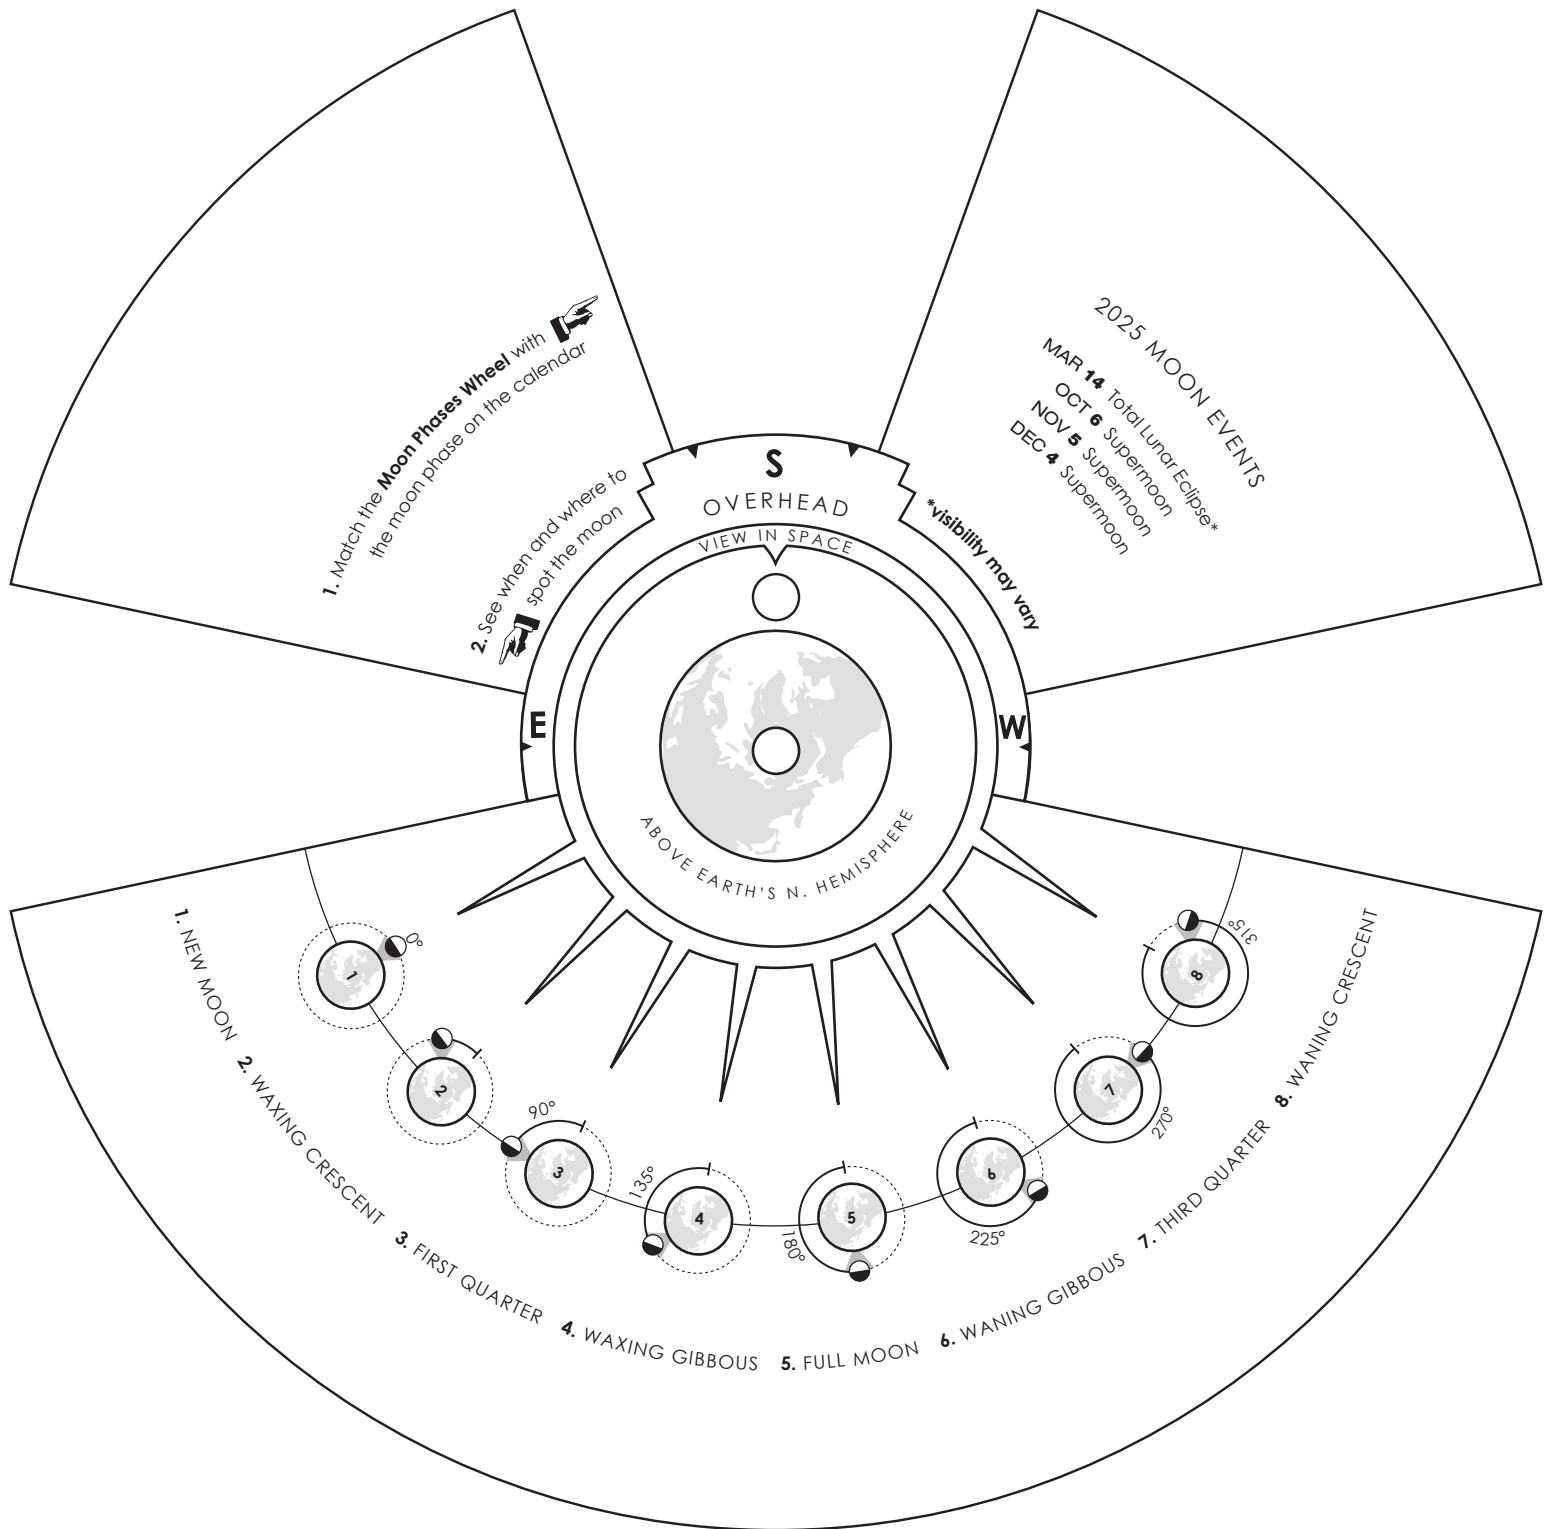 1. Match the Moon Phases Wheel with
the moon phase on the calendar
2. See when and where to
spot the moon
2025 MOON EVENTS
MAR 14 Total Lunar Eclipse*
OCT 6 Supermoon
NOV 5 Supermoon
DEC 4 Supermoon
*visibility may vary
S
OVERHEAD
VIEW IN SPACE
E
W
ABOVE EARTH'S N. HEMISPHERE
1
0°
2
3
90°
4
135°
5
180°
6
225°
7
270°
8
315°
1. NEW MOON
2. WAXING CRESCENT
3. FIRST QUARTER
4. WAXING GIBBOUS
5. FULL MOON
6. WANING GIBBOUS
7. THIRD QUARTER
8. WANING CRESCENT